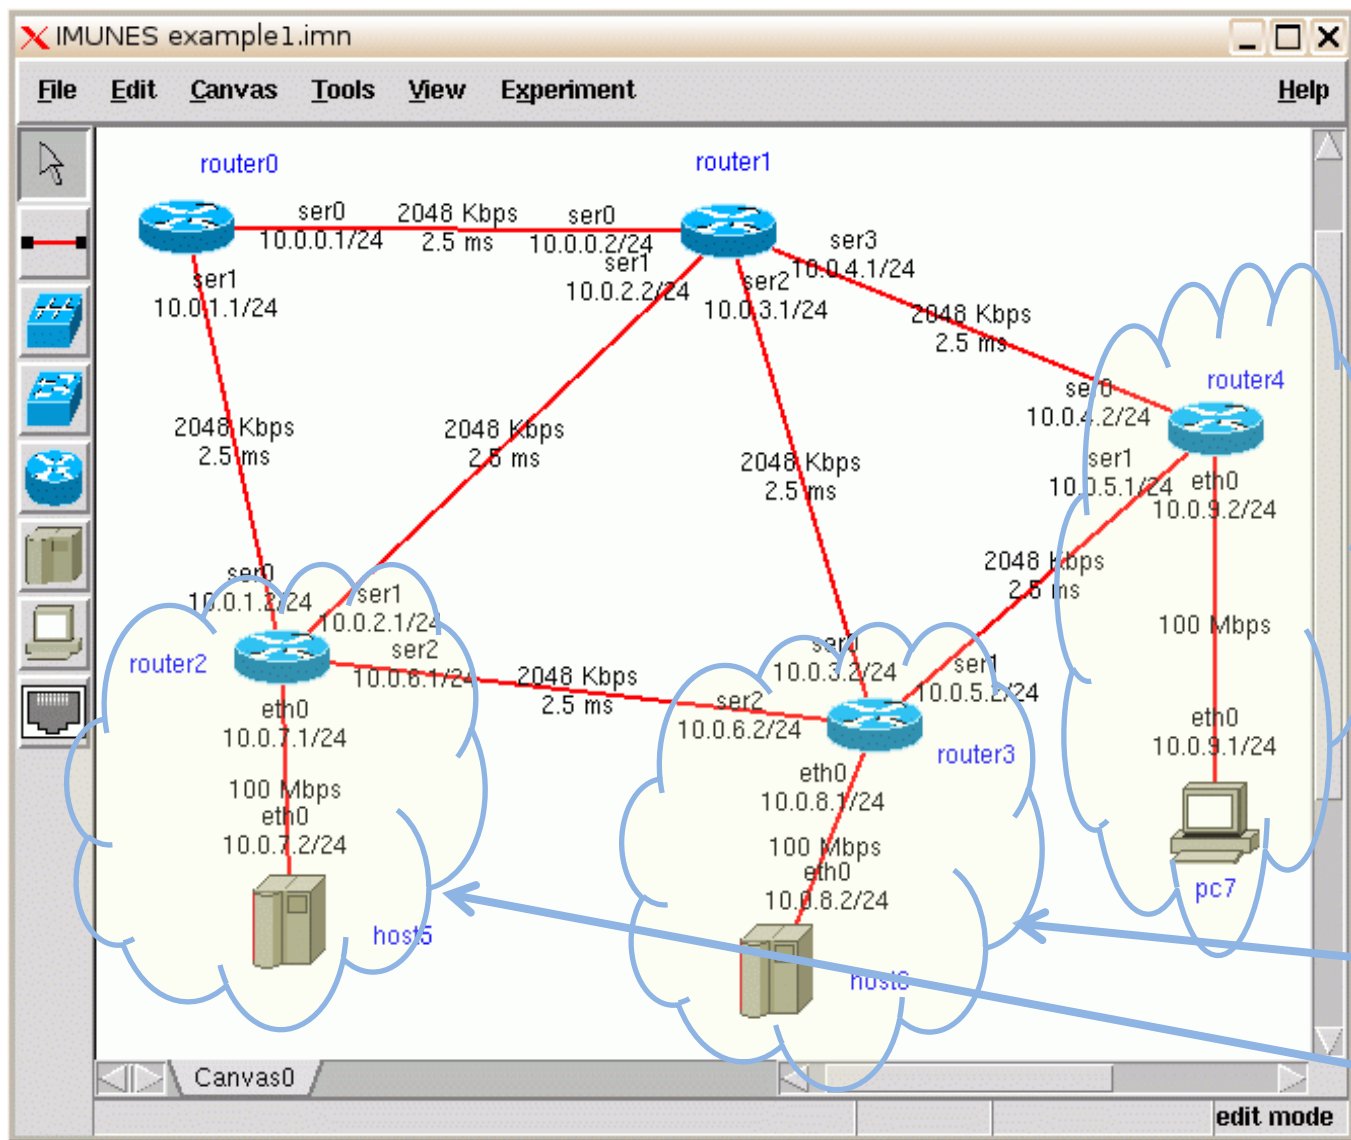 IMUNES example1.imn
File Edit Canvas Tools View Experiment Help
router0
router1
ser0
2048 Kbps
ser0
10.0.0.1/24
2.5 ms
10.0.0.2/24
ser3
10.0.4.1/24
ser1
10.0.1.1/24
ser1
10.0.2.2/24
ser2
10.0.3.1/24
2048 Kbps
2.5 ms
router4
ser0
10.0.4.2/24
2048 Kbps
2.5 ms
2048 Kbps
2.5 ms
2048 Kbps
2.5 ms
ser1
10.0.5.1/24
eth0
10.0.9.2/24
2048 Kbps
2.5 ms
ser0
10.0.1.2/24
ser1
10.0.2.1/24
100 Mbps
router2
ser2
10.0.6.1/24
2048 Kbps
2.5 ms
ser0
10.0.3.2/24
ser1
10.0.5.2/24
ser2
10.0.6.2/24
eth0
10.0.7.1/24
eth0
10.0.9.1/24
router3
100 Mbps
eth0
10.0.7.2/24
eth0
10.0.8.1/24
100 Mbps
eth0
10.0.8.2/24
pc7
host5
host6
Canvas0
edit mode